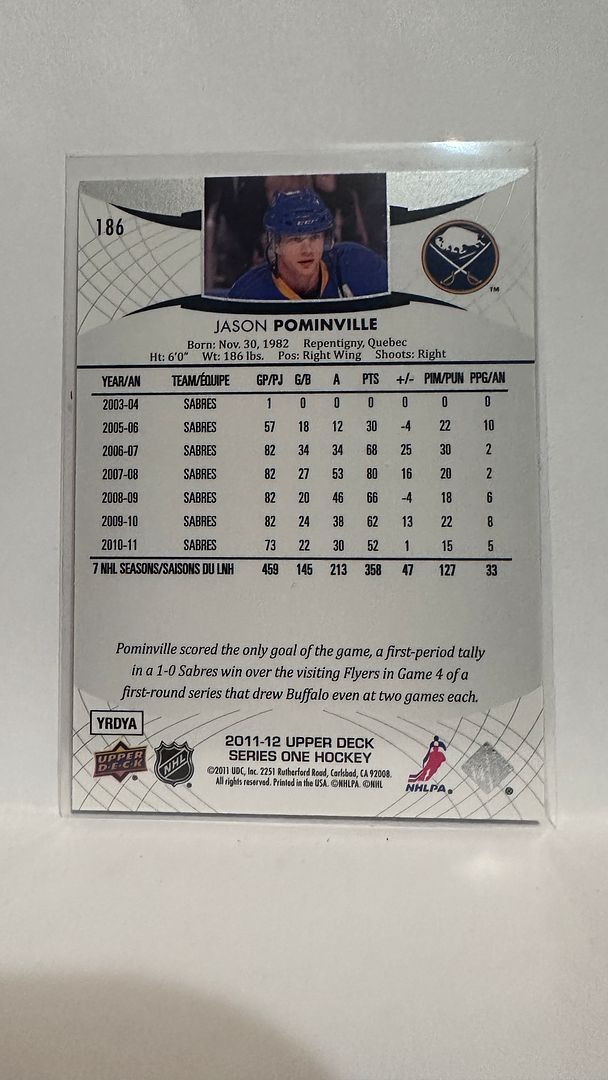 186
CCM
TM
JASON POMINVILLE
Born: Nov. 30, 1982 Repentigny, Quebec
Ht: 6'0" Wt: 186 lbs. Pos: Right Wing Shoots: Right
YEAR/AN TEAM/ÉQUIPE GP/PJ G/B A PTS +/- PIM/PUN PPG/AN
2003-04 SABRES 1 0 0 0 0 0 0
2005-06 SABRES 57 18 12 30 -4 22 10
2006-07 SABRES 82 34 34 68 25 30 2
2007-08 SABRES 82 27 53 80 16 20 2
2008-09 SABRES 82 20 46 66 -4 18 6
2009-10 SABRES 82 24 38 62 13 22 8
2010-11 SABRES 73 22 30 52 1 15 5
7 NHL SEASONS/SAISONS DU LNH 459 145 213 358 47 127 33
Pominville scored the only goal of the game, a first-period tally
in a 1-0 Sabres win over the visiting Flyers in Game 4 of a
first-round series that drew Buffalo even at two games each.
YRDYA
UPPER DECK
NHL
2011-12 UPPER DECK
SERIES ONE HOCKEY
©2011 UDC, Inc. 2251 Rutherford Road, Carlsbad, CA 92008.
All rights reserved. Printed in the USA. ©NHLPA. ©NHL
NHLPA®
®